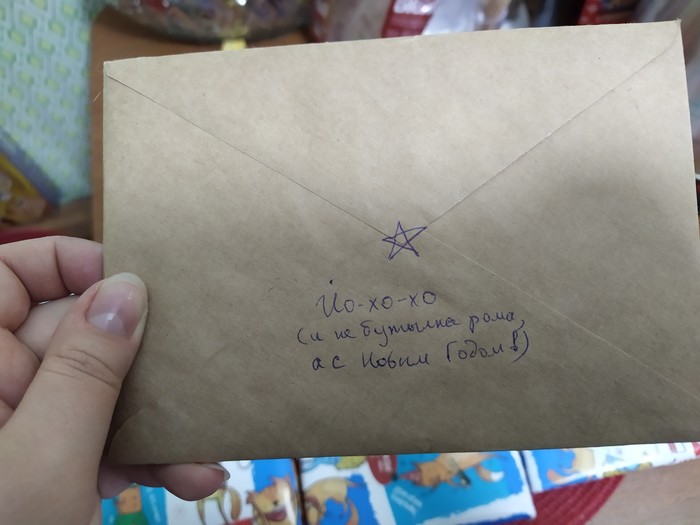 Йо-хо-хо
(и не бутылка рома,
а с Новым Годом!)